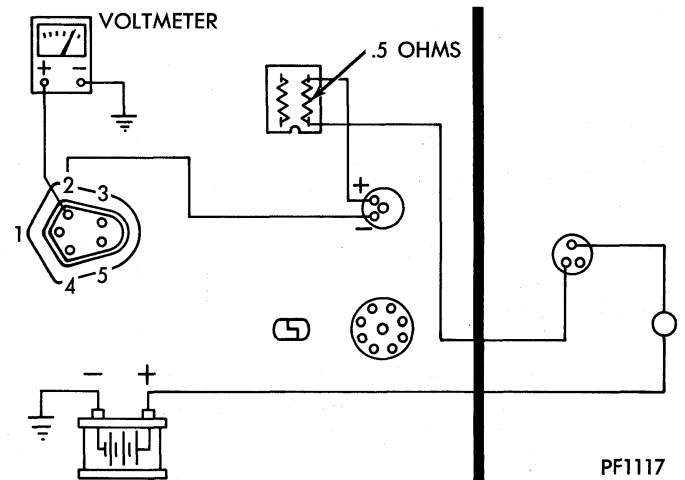 VOLTMETER
+ −
.5 OHMS
1
2 3
4 5
+
−
− +
PF1117